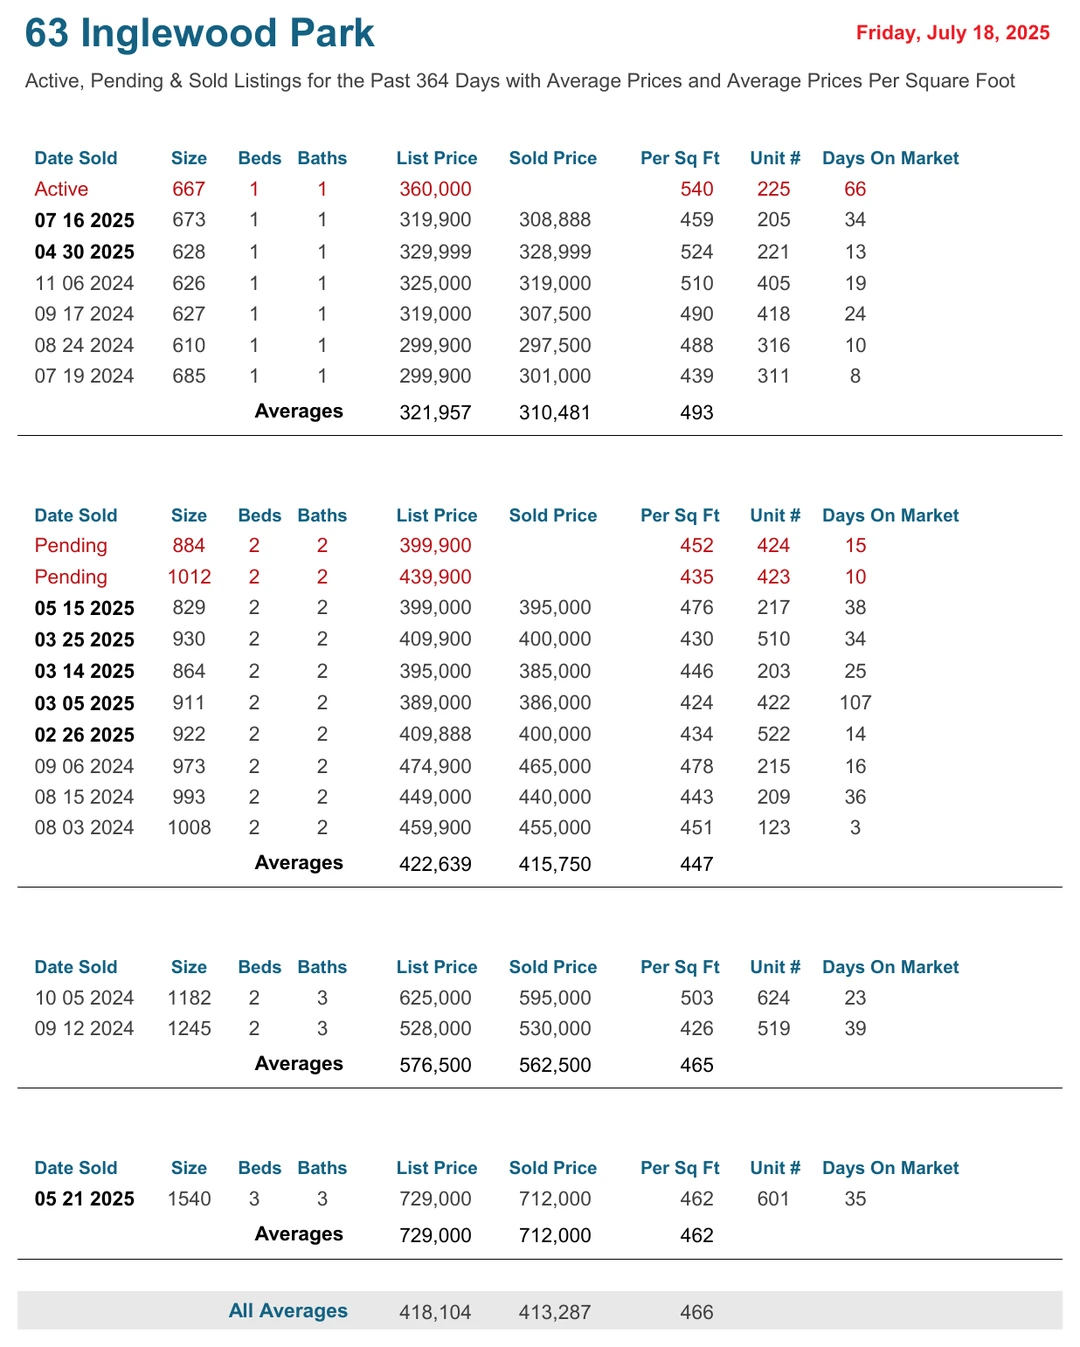 63 Inglewood Park
Friday, July 18, 2025
Active, Pending & Sold Listings for the Past 364 Days with Average Prices and Average Prices Per Square Foot
Date Sold Size Beds Baths List Price Sold Price Per Sq Ft Unit # Days On Market
Active 667 1 1 360,000 540 225 66
07 16 2025 673 1 1 319,900 308,888 459 205 34
04 30 2025 628 1 1 329,999 328,999 524 221 13
11 06 2024 626 1 1 325,000 319,000 510 405 19
09 17 2024 627 1 1 319,000 307,500 490 418 24
08 24 2024 610 1 1 299,900 297,500 488 316 10
07 19 2024 685 1 1 299,900 301,000 439 311 8
Averages 321,957 310,481 493
Date Sold Size Beds Baths List Price Sold Price Per Sq Ft Unit # Days On Market
Pending 884 2 2 399,900 452 424 15
Pending 1012 2 2 439,900 435 423 10
05 15 2025 829 2 2 399,000 395,000 476 217 38
03 25 2025 930 2 2 409,900 400,000 430 510 34
03 14 2025 864 2 2 395,000 385,000 446 203 25
03 05 2025 911 2 2 389,000 386,000 424 422 107
02 26 2025 922 2 2 409,888 400,000 434 522 14
09 06 2024 973 2 2 474,900 465,000 478 215 16
08 15 2024 993 2 2 449,000 440,000 443 209 36
08 03 2024 1008 2 2 459,900 455,000 451 123 3
Averages 422,639 415,750 447
Date Sold Size Beds Baths List Price Sold Price Per Sq Ft Unit # Days On Market
10 05 2024 1182 2 3 625,000 595,000 503 624 23
09 12 2024 1245 2 3 528,000 530,000 426 519 39
Averages 576,500 562,500 465
Date Sold Size Beds Baths List Price Sold Price Per Sq Ft Unit # Days On Market
05 21 2025 1540 3 3 729,000 712,000 462 601 35
Averages 729,000 712,000 462
All Averages 418,104 413,287 466